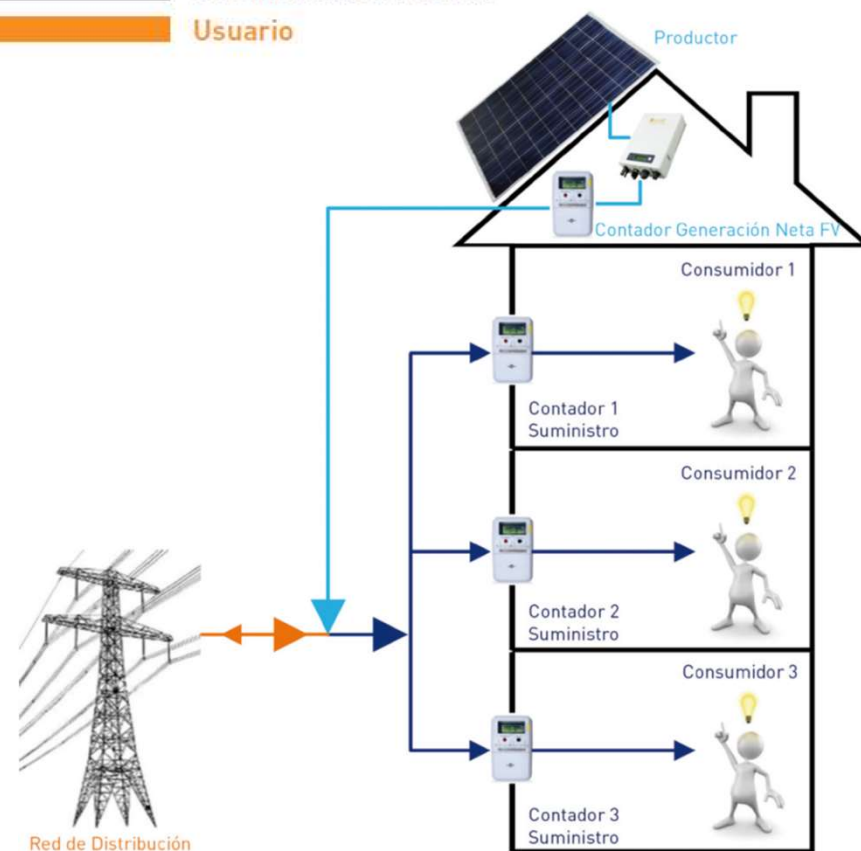 Usuario
Productor
Contador Generación Neta FV
Consumidor 1
Contador 1
Suministro
Consumidor 2
Contador 2
Suministro
Consumidor 3
Contador 3
Suministro
Red de Distribución